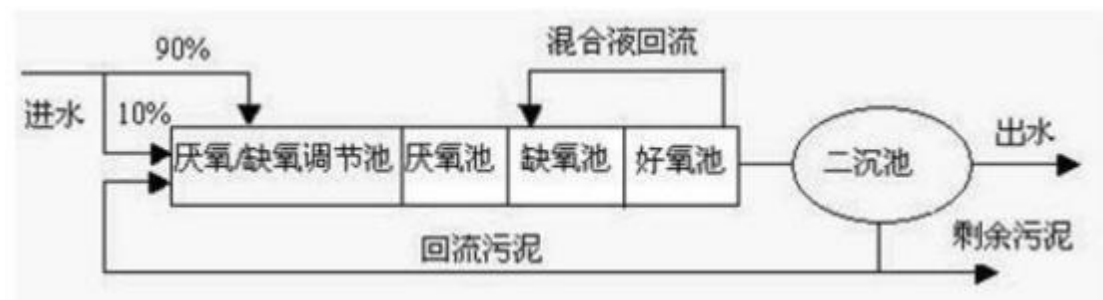 90%
混合液回流
进水
10%
出水
厌氧/缺氧调节池
厌氧池
缺氧池
好氧池
二沉池
回流污泥
剩余污泥